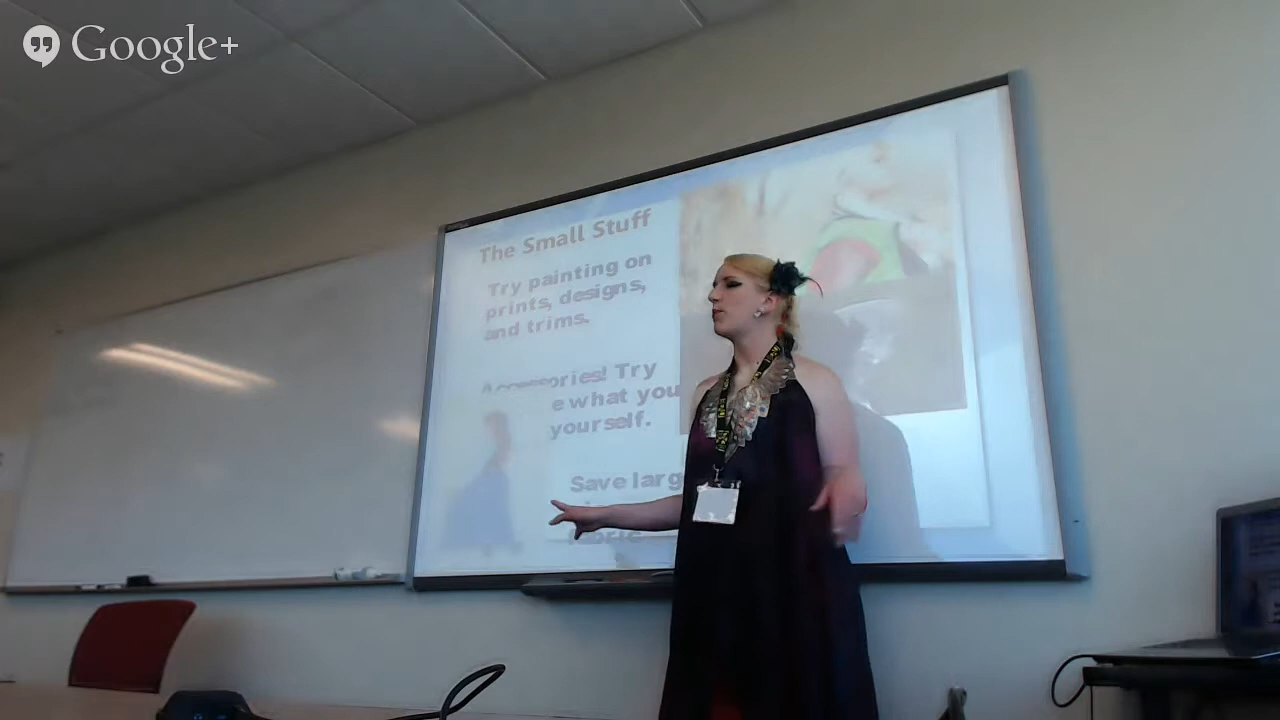 Google+
The Small Stuff
Try painting on
prints, designs,
and trims.
Accessories! Try
e what you
yourself.
Save larg